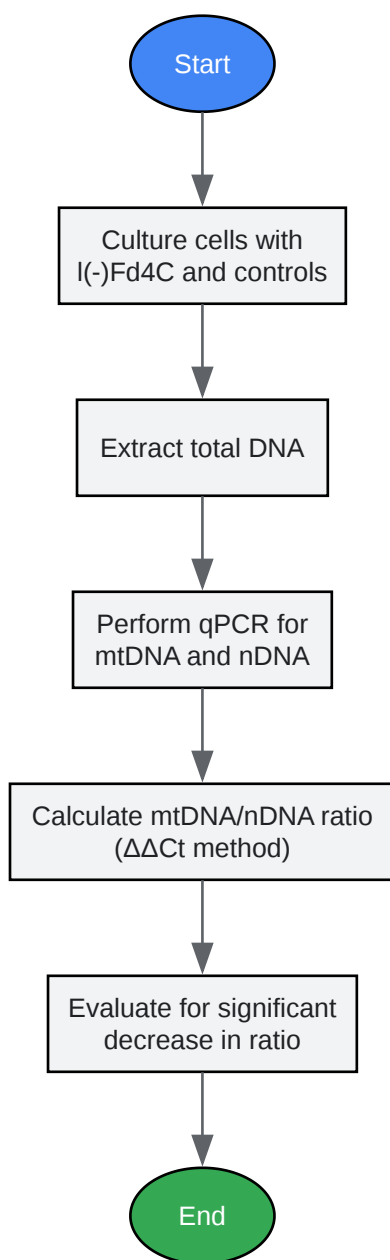 Start
Culture cells with
l(-)Fd4C and controls
Extract total DNA
Perform qPCR for
mtDNA and nDNA
Calculate mtDNA/nDNA ratio
(ΔΔCt method)
Evaluate for significant
decrease in ratio
End